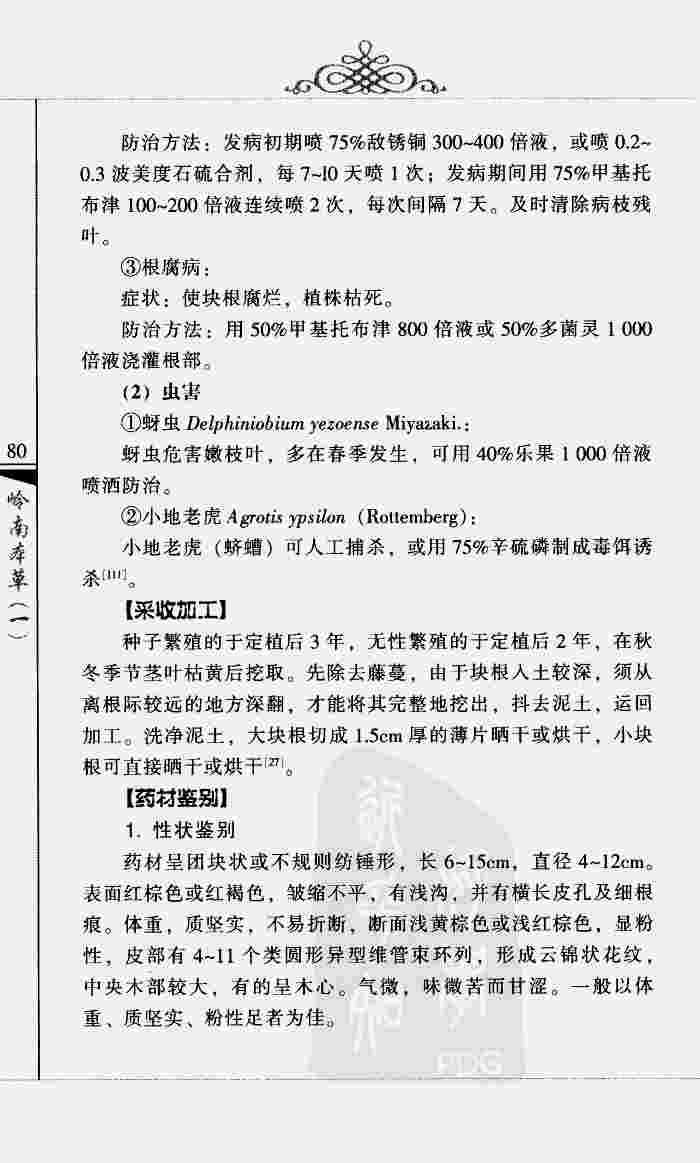 防治方法：发病初期喷 75%敌锈铜 300~400 倍液，或喷 0.2~
0.3 波美度石硫合剂，每 7~10 天喷 1 次；发病期间用 75%甲基托
布津 100~200 倍液连续喷 2 次，每次间隔 7 天。及时清除病枝残
叶。
③根腐病：
症状：使块根腐烂，植株枯死。
防治方法：用 50%甲基托布津 800 倍液或 50%多菌灵 1 000
倍液浇灌根部。
(2) 虫害
①蚜虫 Delphiniobium yezoense Miyazaki.：
蚜虫危害嫩枝叶，多在春季发生，可用 40%乐果 1 000 倍液
喷洒防治。
②小地老虎 Agrotis ypsilon (Rottemberg)：
小地老虎（蛴螬）可人工捕杀，或用 75%辛硫磷制成毒饵诱
杀[111]。
【采收加工】
种子繁殖的于定植后 3 年，无性繁殖的于定植后 2 年，在秋
冬季节茎叶枯黄后挖取。先除去藤蔓，由于块根入土较深，须从
离根际较远的地方深翻，才能将其完整地挖出，抖去泥土，运回
加工。洗净泥土，大块根切成 1.5cm 厚的薄片晒干或烘干，小块
根可直接晒干或烘干[27]。
【药材鉴别】
1. 性状鉴别
药材呈团块状或不规则纺锤形，长 6~15cm，直径 4~12cm。
表面红棕色或红褐色，皱缩不平，有浅沟，并有横长皮孔及细根
痕。体重，质坚实，不易折断，断面浅黄棕色或浅红棕色，显粉
性，皮部有 4~11 个类圆形异型维管束环列，形成云锦状花纹，
中央木部较大，有的呈木心。气微，味微苦而甘涩。一般以体
重、质坚实、粉性足者为佳。
80
岭南本草（一）
PDG